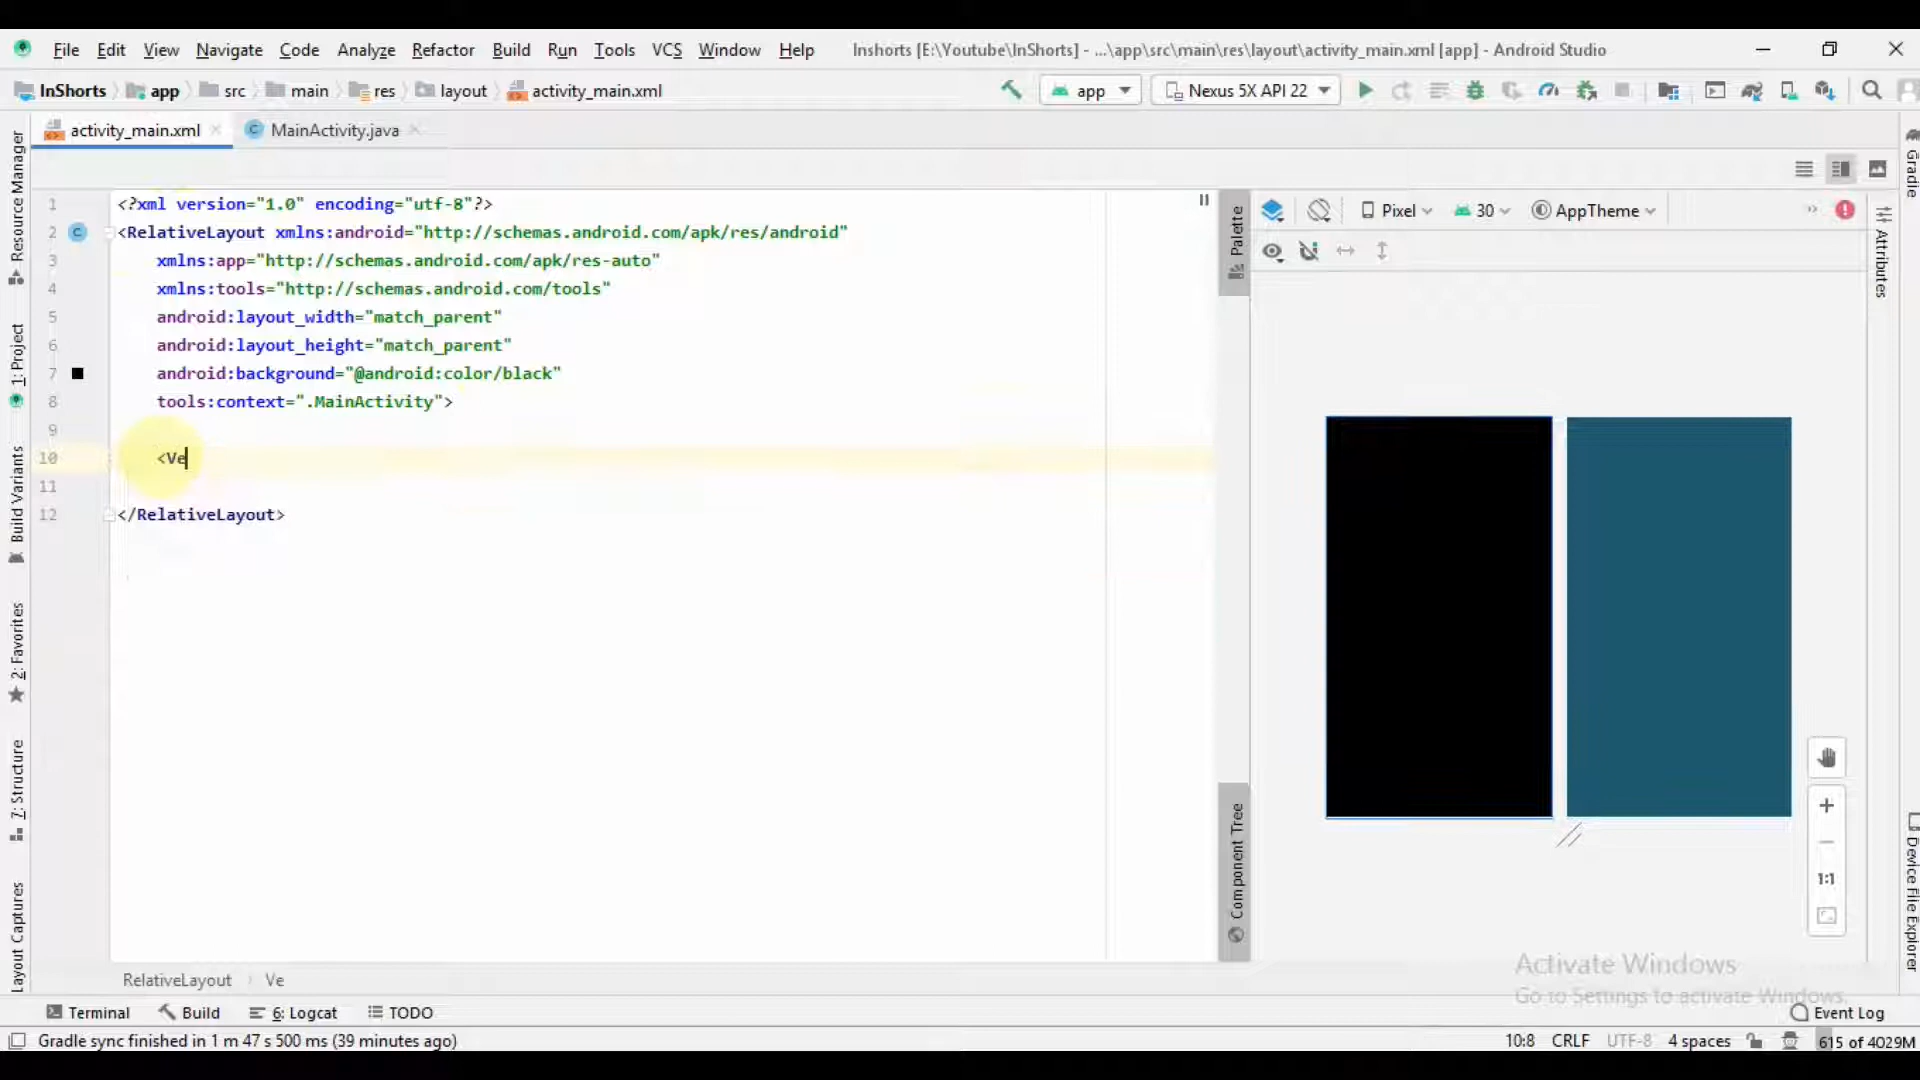 File Edit View Navigate Code Analyze Refactor Build Run Tools VCS Window Help Inshorts [E:\Youtube\InShorts] - ...\app\src\main\res\layout\activity_main.xml [app] - Android Studio
InShorts app src main res layout activity_main.xml app Nexus 5X API 22
activity_main.xml MainActivity.java
1 <?xml version="1.0" encoding="utf-8"?>
2 <RelativeLayout xmlns:android="http://schemas.android.com/apk/res/android"
3 xmlns:app="http://schemas.android.com/apk/res-auto"
4 xmlns:tools="http://schemas.android.com/tools"
5 android:layout_width="match_parent"
6 android:layout_height="match_parent"
7 android:background="@android:color/black"
8 tools:context=".MainActivity">
9
10 <Ve
11
12 </RelativeLayout>
Resource Manager
1: Project
Build Variants
2: Favorites
7: Structure
Layout Captures
Palette
Component Tree
Pixel 30 AppTheme
Attributes
Gradle
Device File Explorer
1:1
Activate Windows
Go to Settings to activate Windows.
RelativeLayout Ve
Terminal Build 6: Logcat TODO Event Log
Gradle sync finished in 1 m 47 s 500 ms (39 minutes ago) 10:8 CRLF UTF-8 4 spaces 615 of 4029M